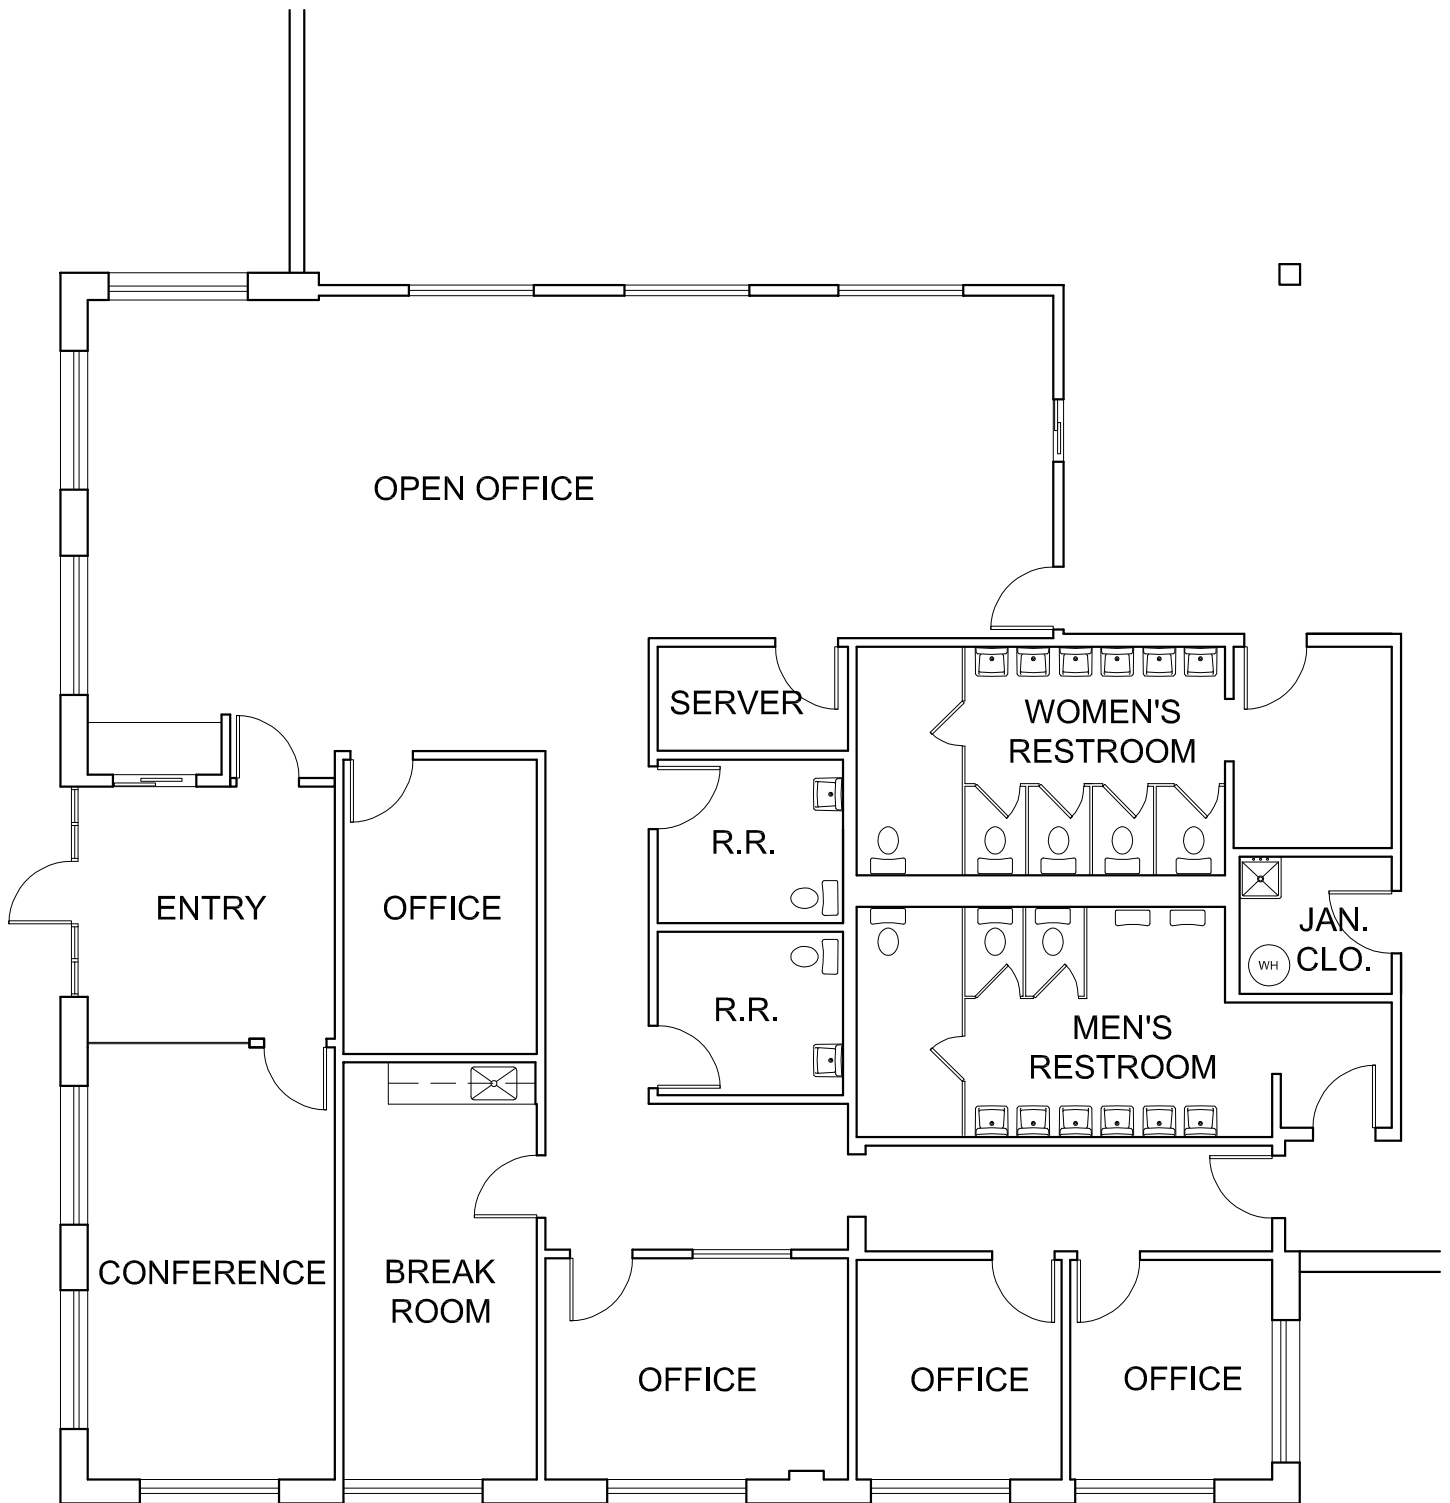 OPEN OFFICE
SERVER
WOMEN'S
RESTROOM
R.R.
ENTRY
OFFICE
JAN.
CLO.
WH
R.R.
MEN'S
RESTROOM
CONFERENCE
BREAK
ROOM
OFFICE
OFFICE
OFFICE